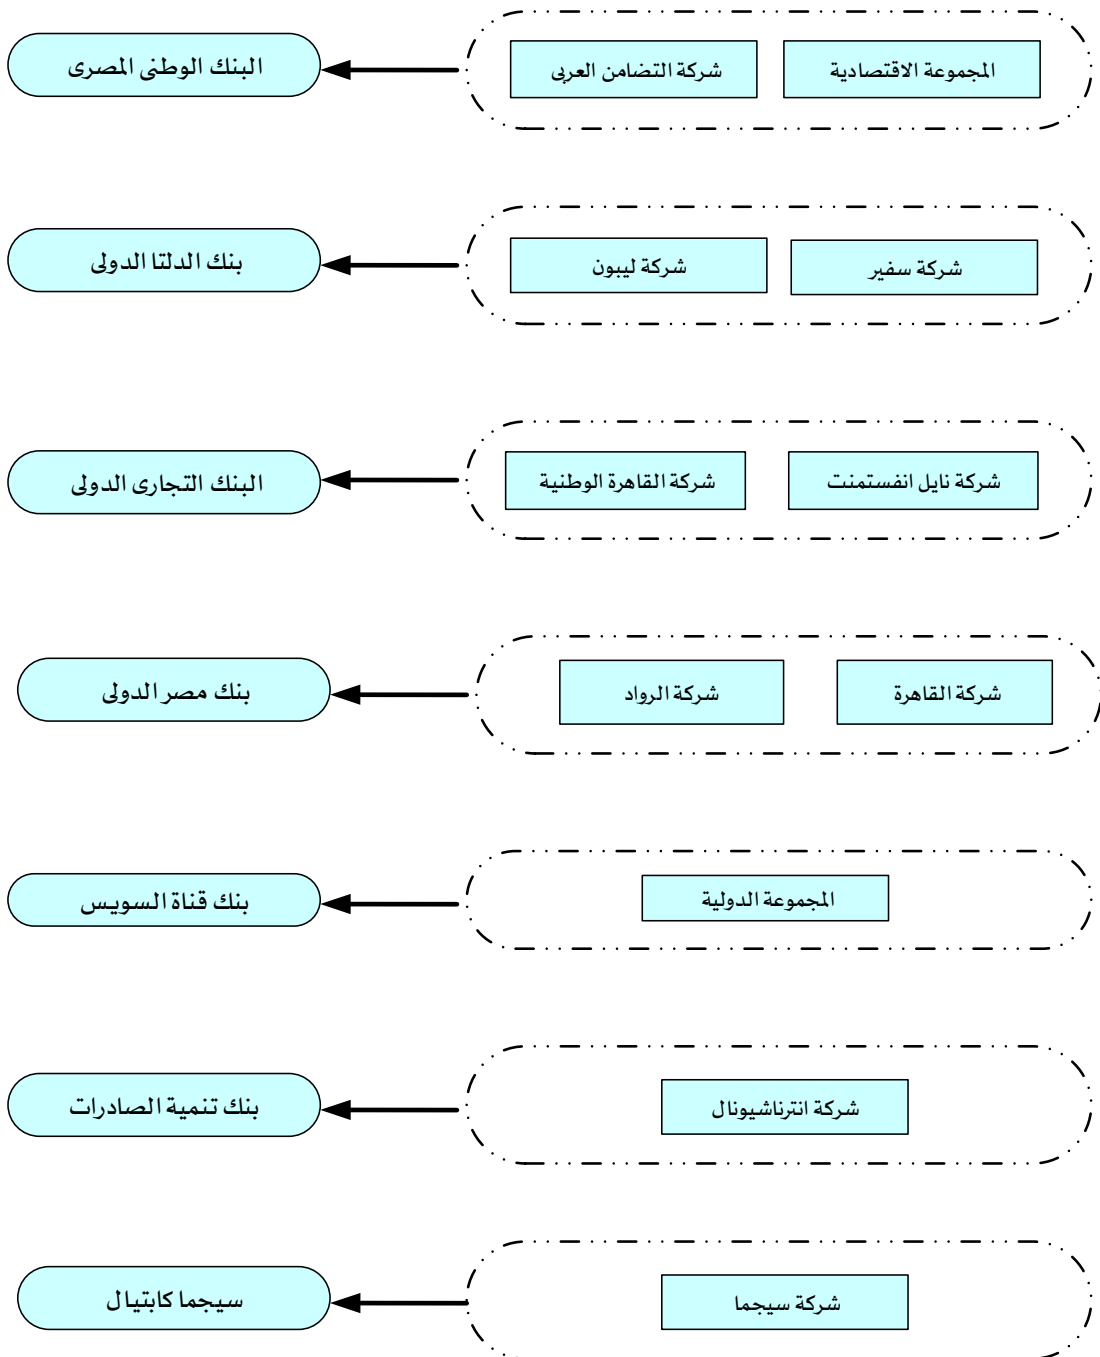 المجموعة الاقتصادية
شركة التضامن العربى
البنك الوطنى المصرى
شركة سفير
شركة ليبون
بنك الدلتا الدولى
شركة نايل انفستمنت
شركة القاهرة الوطنية
البنك التجارى الدولى
شركة القاهرة
شركة الرواد
بنك مصر الدولى
المجموعة الدولية
بنك قناة السويس
شركة انترناشيونال
بنك تنمية الصادرات
شركة سيجما
سيجما كابتيال